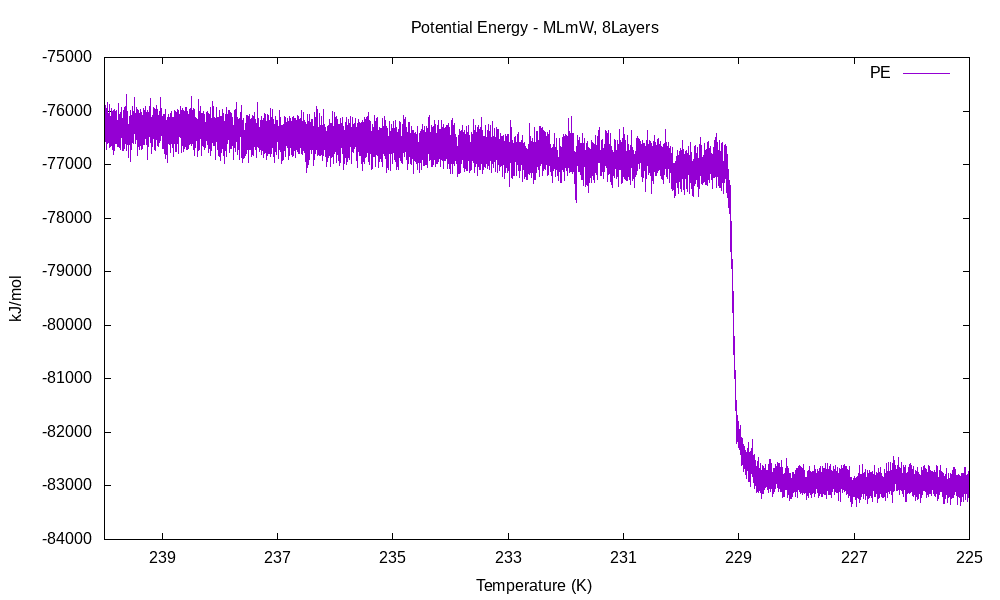 Potential Energy - MLmW, 8Layers
-75000
PE
-76000
-77000
-78000
-79000
kJ/mol
-80000
-81000
-82000
-83000
-84000
239 237 235 233 231 229 227 225
Temperature (K)